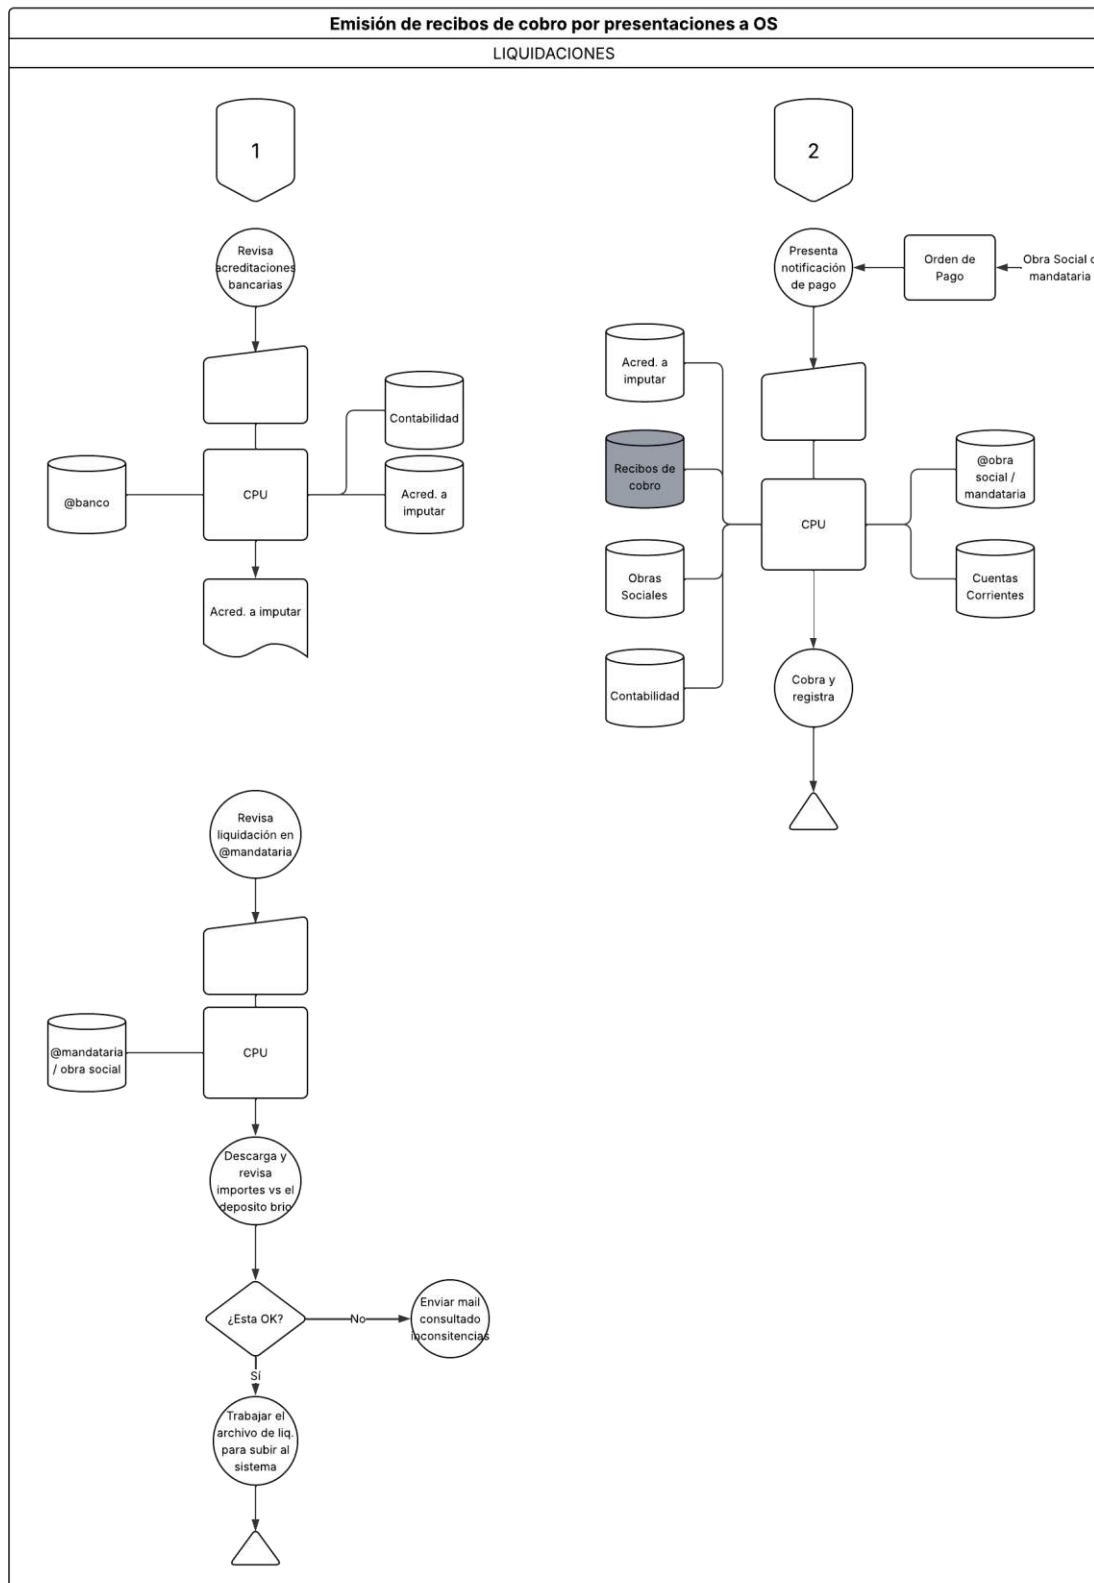 Emisión de recibos de cobro por presentaciones a OS
LIQUIDACIONES
1
Revisa
acreditaciones
bancarias
Contabilidad
@banco
CPU
Acred. a
imputar
Acred. a imputar
2
Presenta
notificación
de pago
Orden de
Pago
Obra Social o
mandataria
Acred. a
imputar
Recibos de
cobro
@obra
social /
mandataria
CPU
Obras
Sociales
Cuentas
Corrientes
Contabilidad
Cobra y
registra
Revisa
liquidación en
@mandataria
@mandataria
/ obra social
CPU
Descarga y
revisa
importes vs el
deposito brio
¿Esta OK?
No
Enviar mail
consultado
inconsitencias
Sí
Trabajar el
archivo de liq.
para subir al
sistema